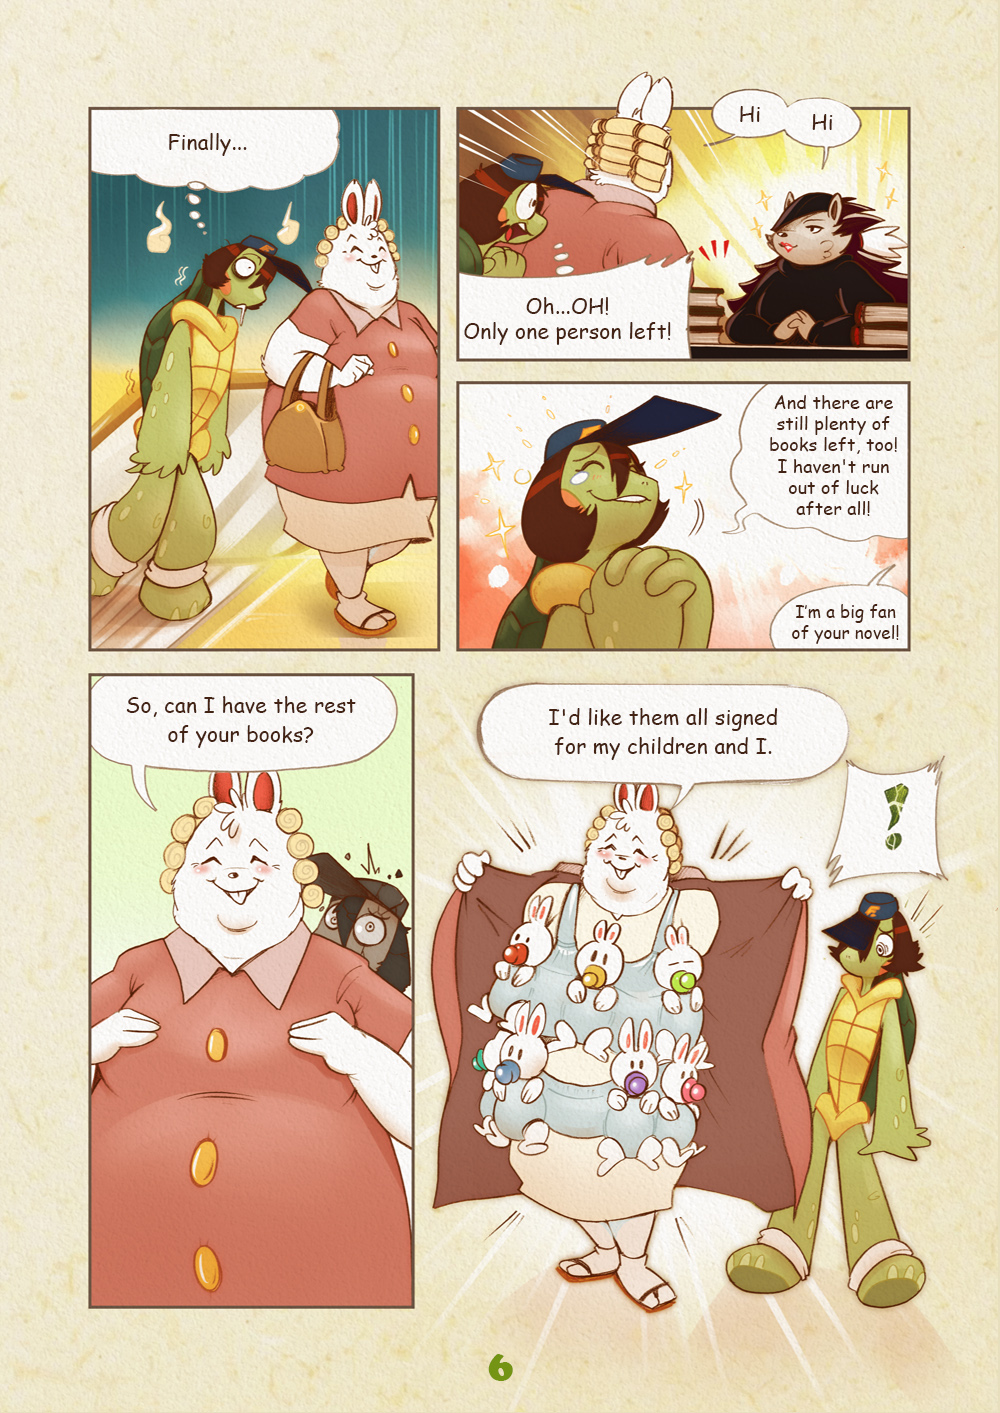 Finally...
Hi
Hi
Oh...OH!
Only one person left!
And there are
still plenty of
books left, too!
I haven't run
out of luck
after all!
I'm a big fan
of your novel!
So, can I have the rest
of your books?
I'd like them all signed
for my children and I.
!
6